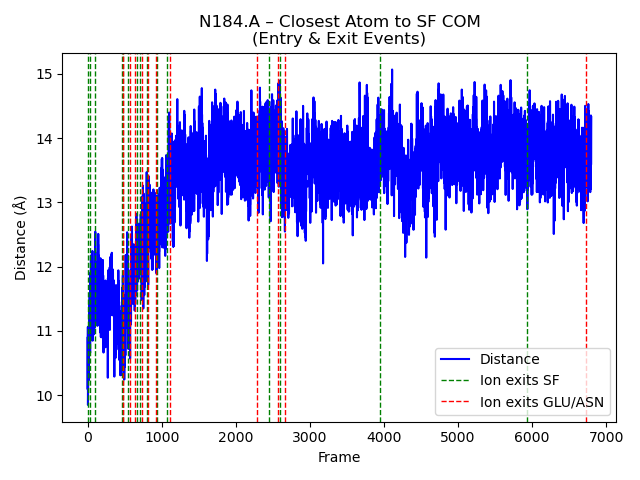 N184.A – Closest Atom to SF COM
(Entry & Exit Events)
Distance (Å)
15
14
13
12
11
10
Distance
Ion exits SF
Ion exits GLU/ASN
0 1000 2000 3000 4000 5000 6000 7000
Frame